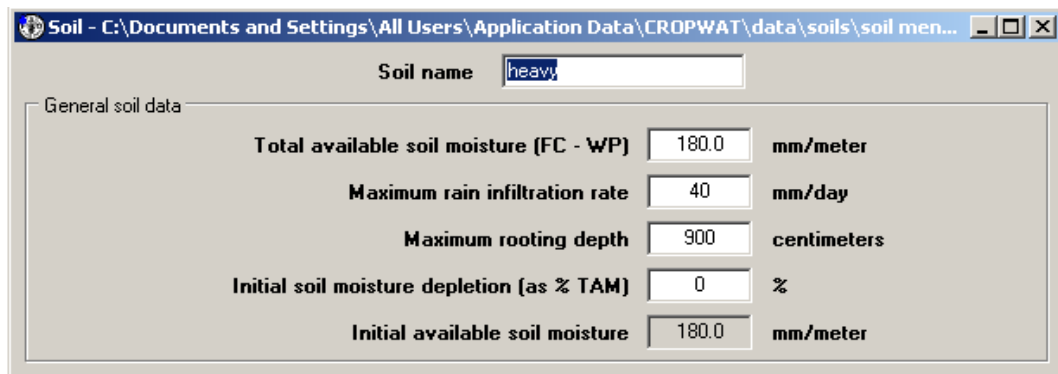 Soil - C:\Documents and Settings\All Users\Application Data\CROPWAT\data\soils\soil men...
Soil name heavy
General soil data
Total available soil moisture (FC - WP) 180.0 mm/meter
Maximum rain infiltration rate 40 mm/day
Maximum rooting depth 900 centimeters
Initial soil moisture depletion (as % TAM) 0 %
Initial available soil moisture 180.0 mm/meter